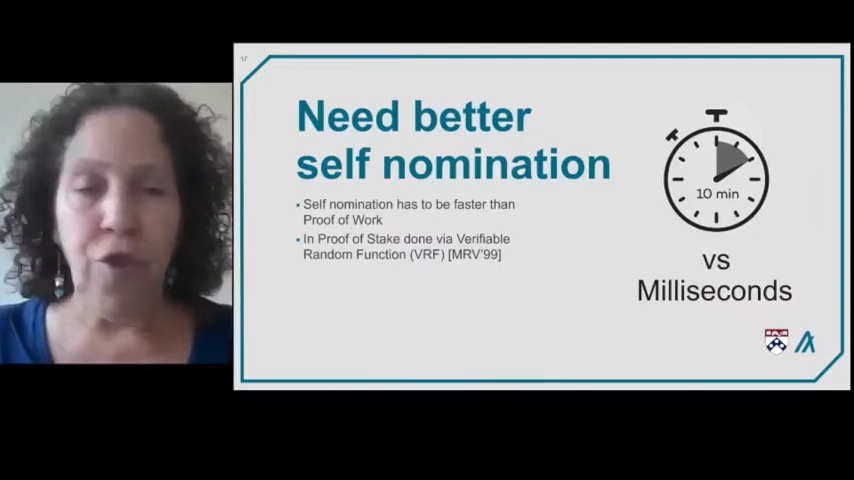 17
Need better
self nomination
▪ Self nomination has to be faster than
Proof of Work
▪ In Proof of Stake done via Verifiable
Random Function (VRF) [MRV'99]
10 min
vs
Milliseconds